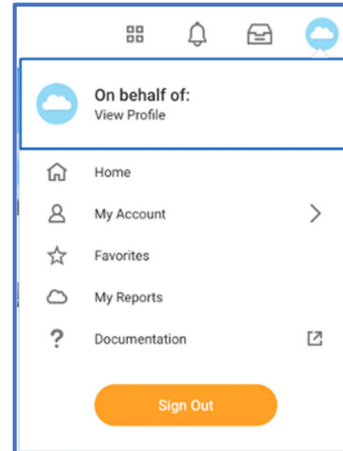 On behalf of:
View Profile
Home
My Account
Favorites
My Reports
Documentation
Sign Out